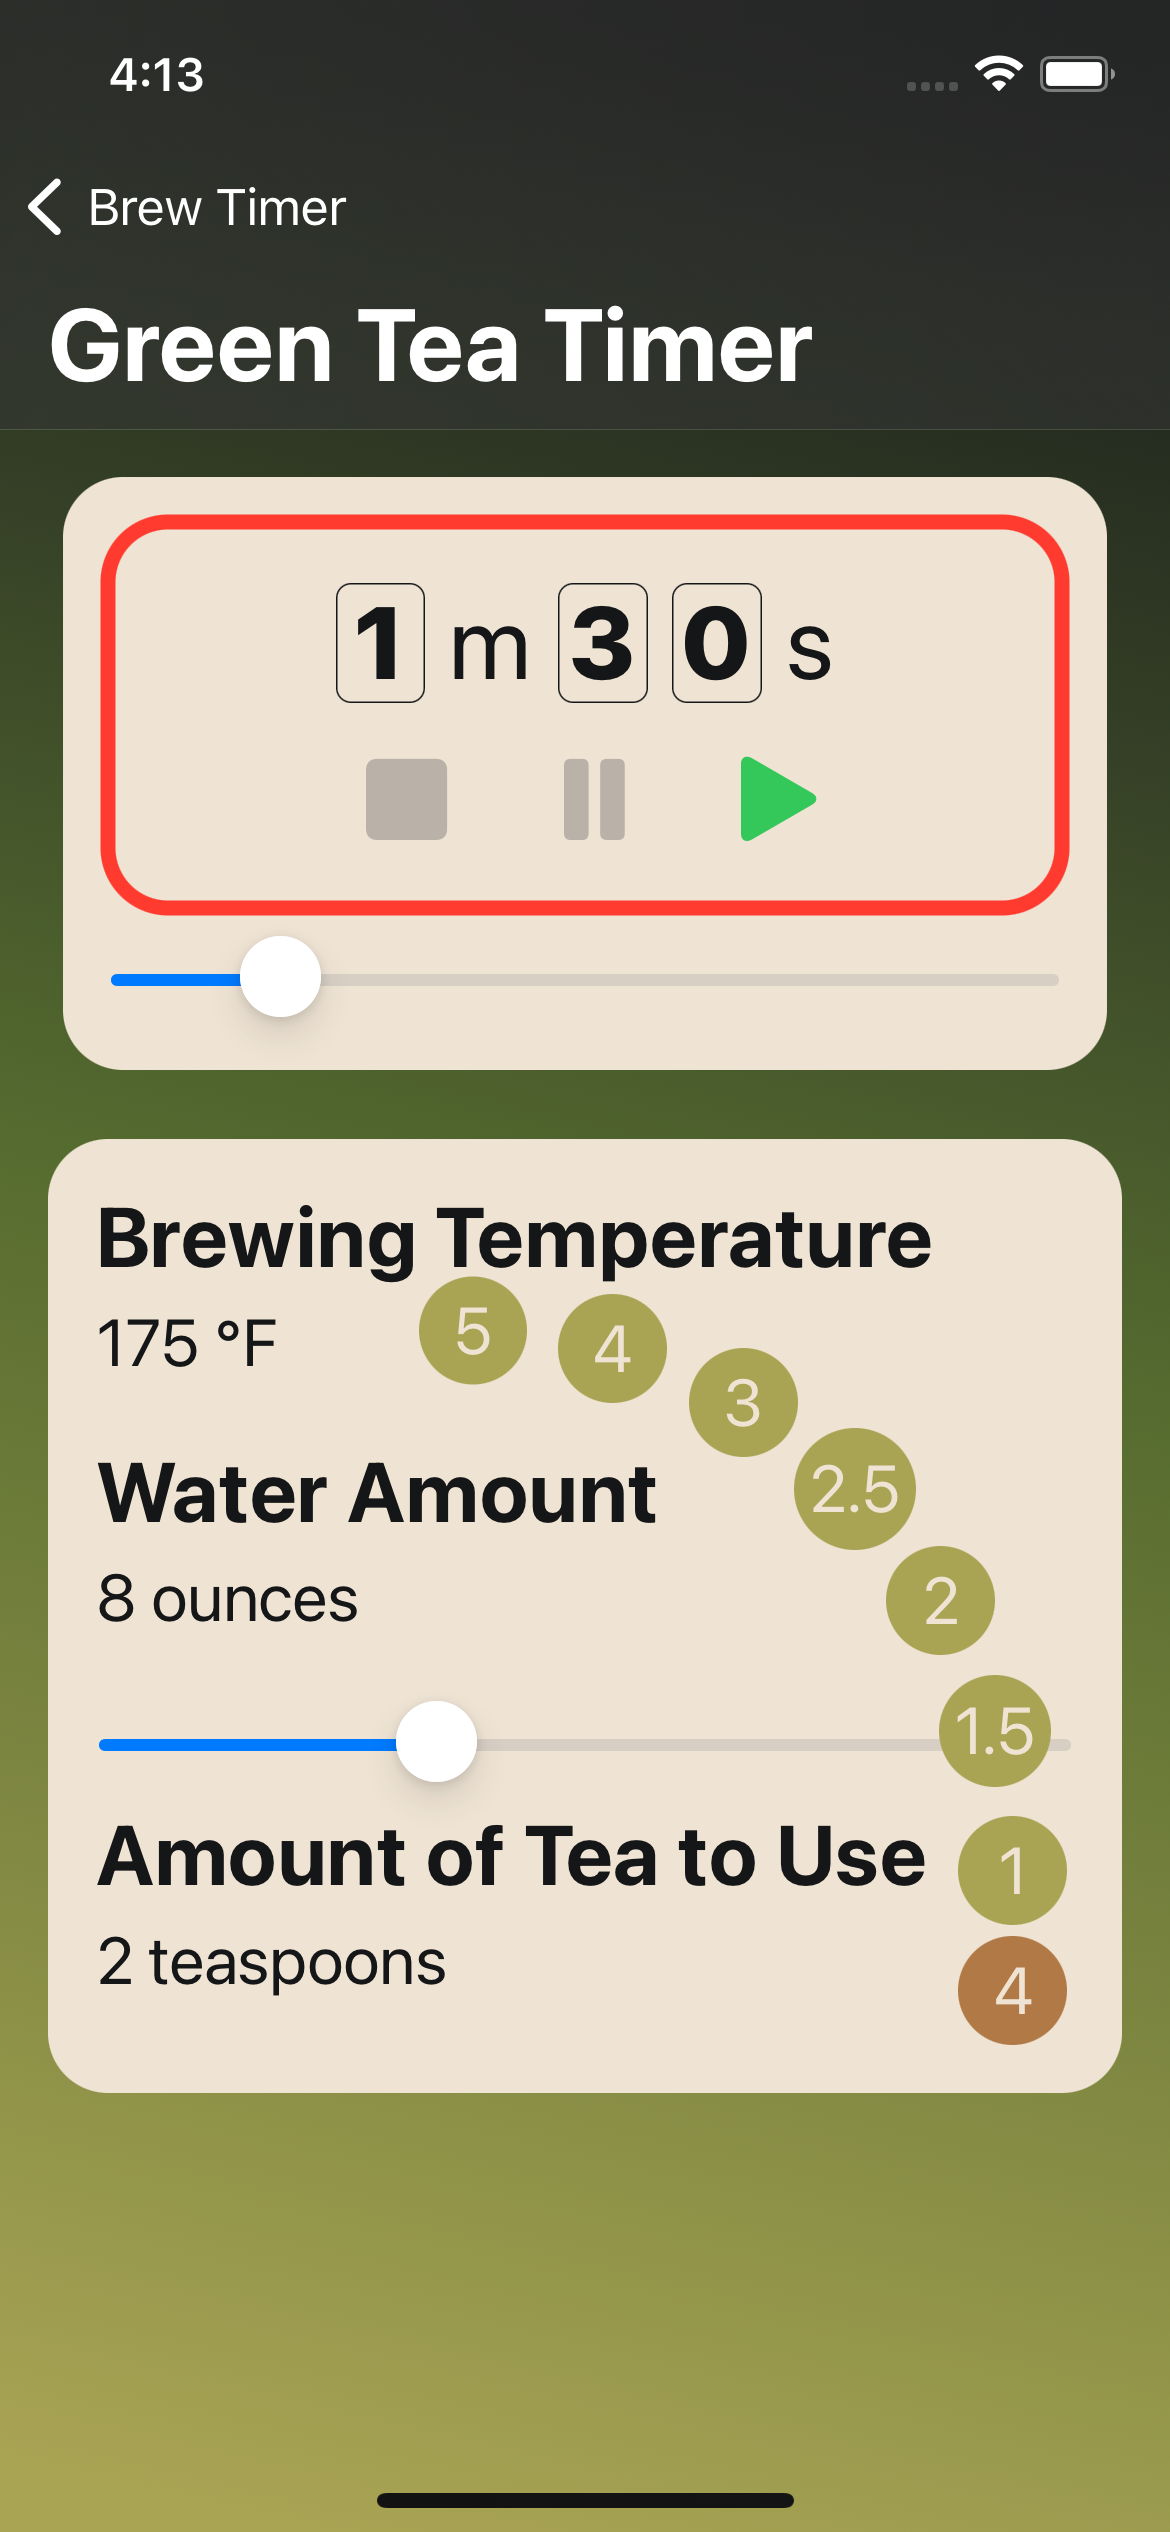 4:13
Brew Timer
Green Tea Timer
1 m 3 0 s
Brewing Temperature
175 °F
5
4
3
2.5
Water Amount
8 ounces
2
1.5
Amount of Tea to Use
1
2 teaspoons
4